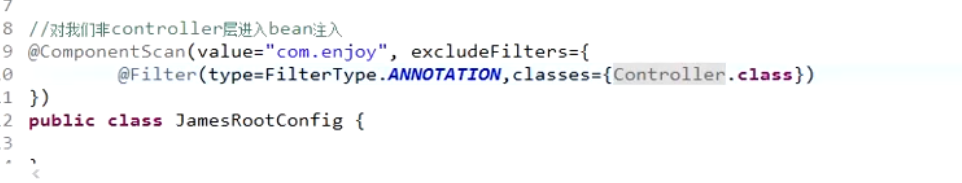 7
8 //对我们非controller层进入bean注入
9 @ComponentScan(value="com.enjoy", excludeFilters={
0 @Filter(type=FilterType.ANNOTATION,classes={Controller.class})
1 })
2 public class JamesRootConfig {
3